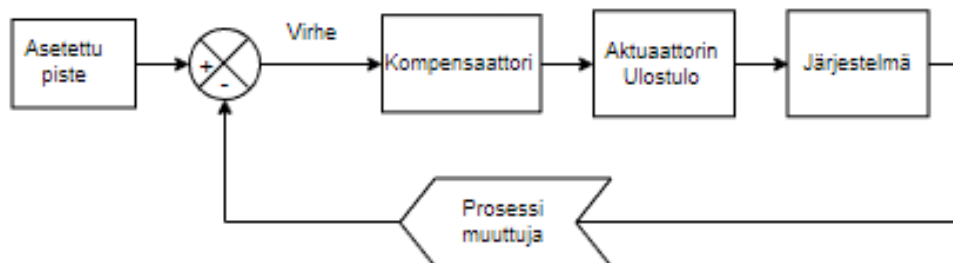 Asetettu
piste
+
-
Virhe
Kompensaattori
Aktuaattorin
Ulostulo
Järjestelmä
Prosessi
muuttuja